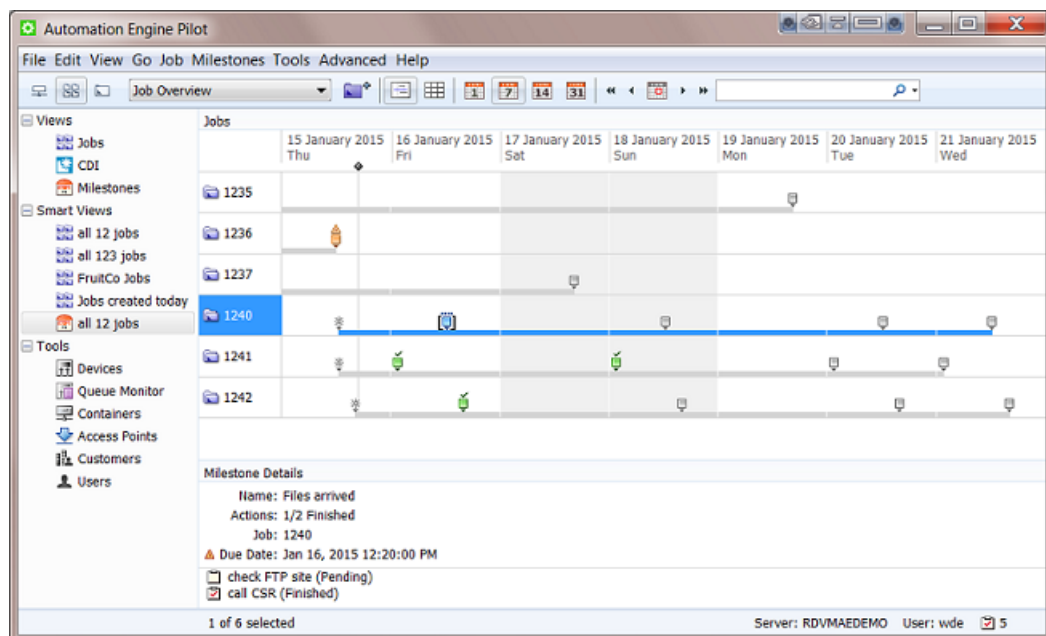 Automation Engine Pilot
File Edit View Go Job Milestones Tools Advanced Help
Job Overview
1
7
14
31
Views
Jobs
CDI
Milestones
Smart Views
all 12 jobs
all 123 jobs
FruitCo Jobs
Jobs created today
all 12 jobs
Tools
Devices
Queue Monitor
Containers
Access Points
Customers
Users
Jobs
15 January 2015 16 January 2015 17 January 2015 18 January 2015 19 January 2015 20 January 2015 21 January 2015
Thu Fri Sat Sun Mon Tue Wed
1235
1236
1237
1240
1241
1242
Milestone Details
Name: Files arrived
Actions: 1/2 Finished
Job: 1240
Due Date: Jan 16, 2015 12:20:00 PM
check FTP site (Pending)
call CSR (Finished)
1 of 6 selected
Server: RDVMAEDEMO User: wde 5